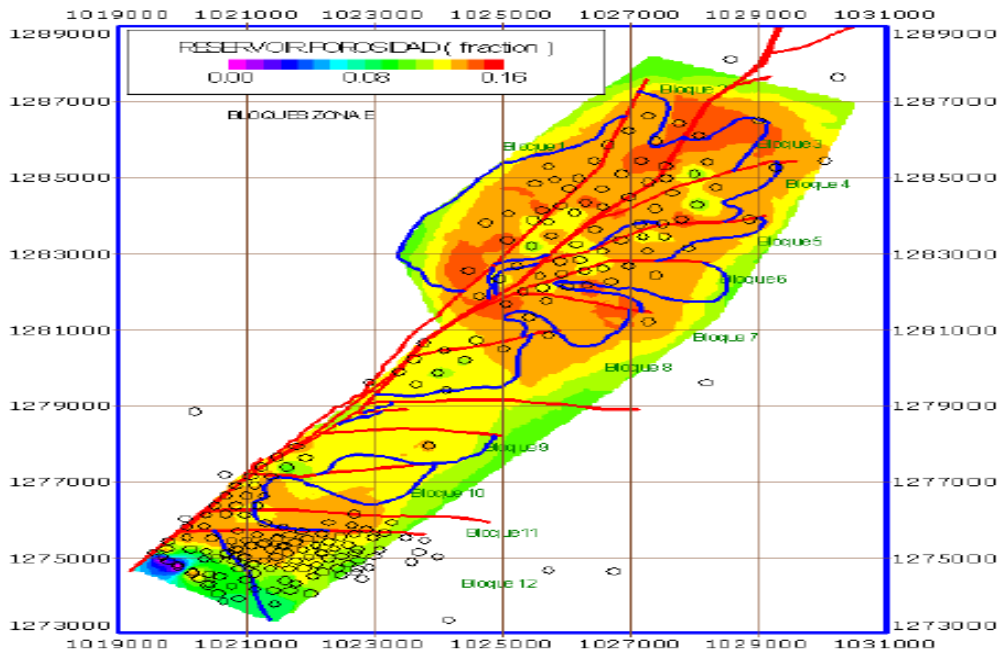 1019000 1021000 1023000 1025000 1027000 1029000 1031000
1289000 1289000
RESERVOIR.POROSIDAD ( fraction )
0.00 0.08 0.16
BLOQUES ZONA E
Bloque 2
1287000 1287000
Bloque 1
Bloque 3
1285000 1285000
Bloque 4
1283000 1283000
Bloque 5
Bloque 6
1281000 1281000
Bloque 7
Bloque 8
1279000 1279000
Bloque 9
1277000 1277000
Bloque 10
Bloque 11
1275000 1275000
Bloque 12
1273000 1273000
1019000 1021000 1023000 1025000 1027000 1029000 1031000